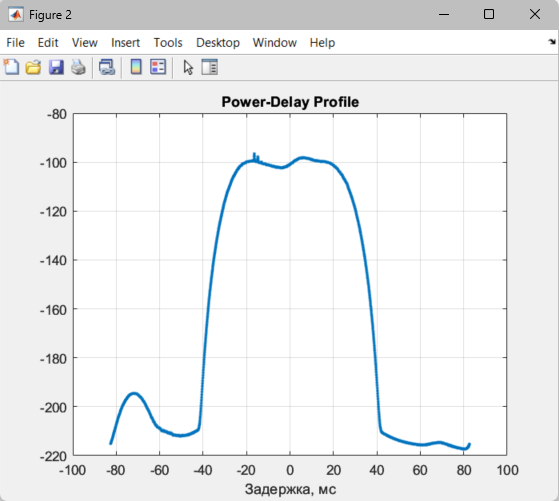 Figure 2
File Edit View Insert Tools Desktop Window Help
Power-Delay Profile
-80
-100
-120
-140
-160
-180
-200
-220
-100 -80 -60 -40 -20 0 20 40 60 80 100
Задержка, мс